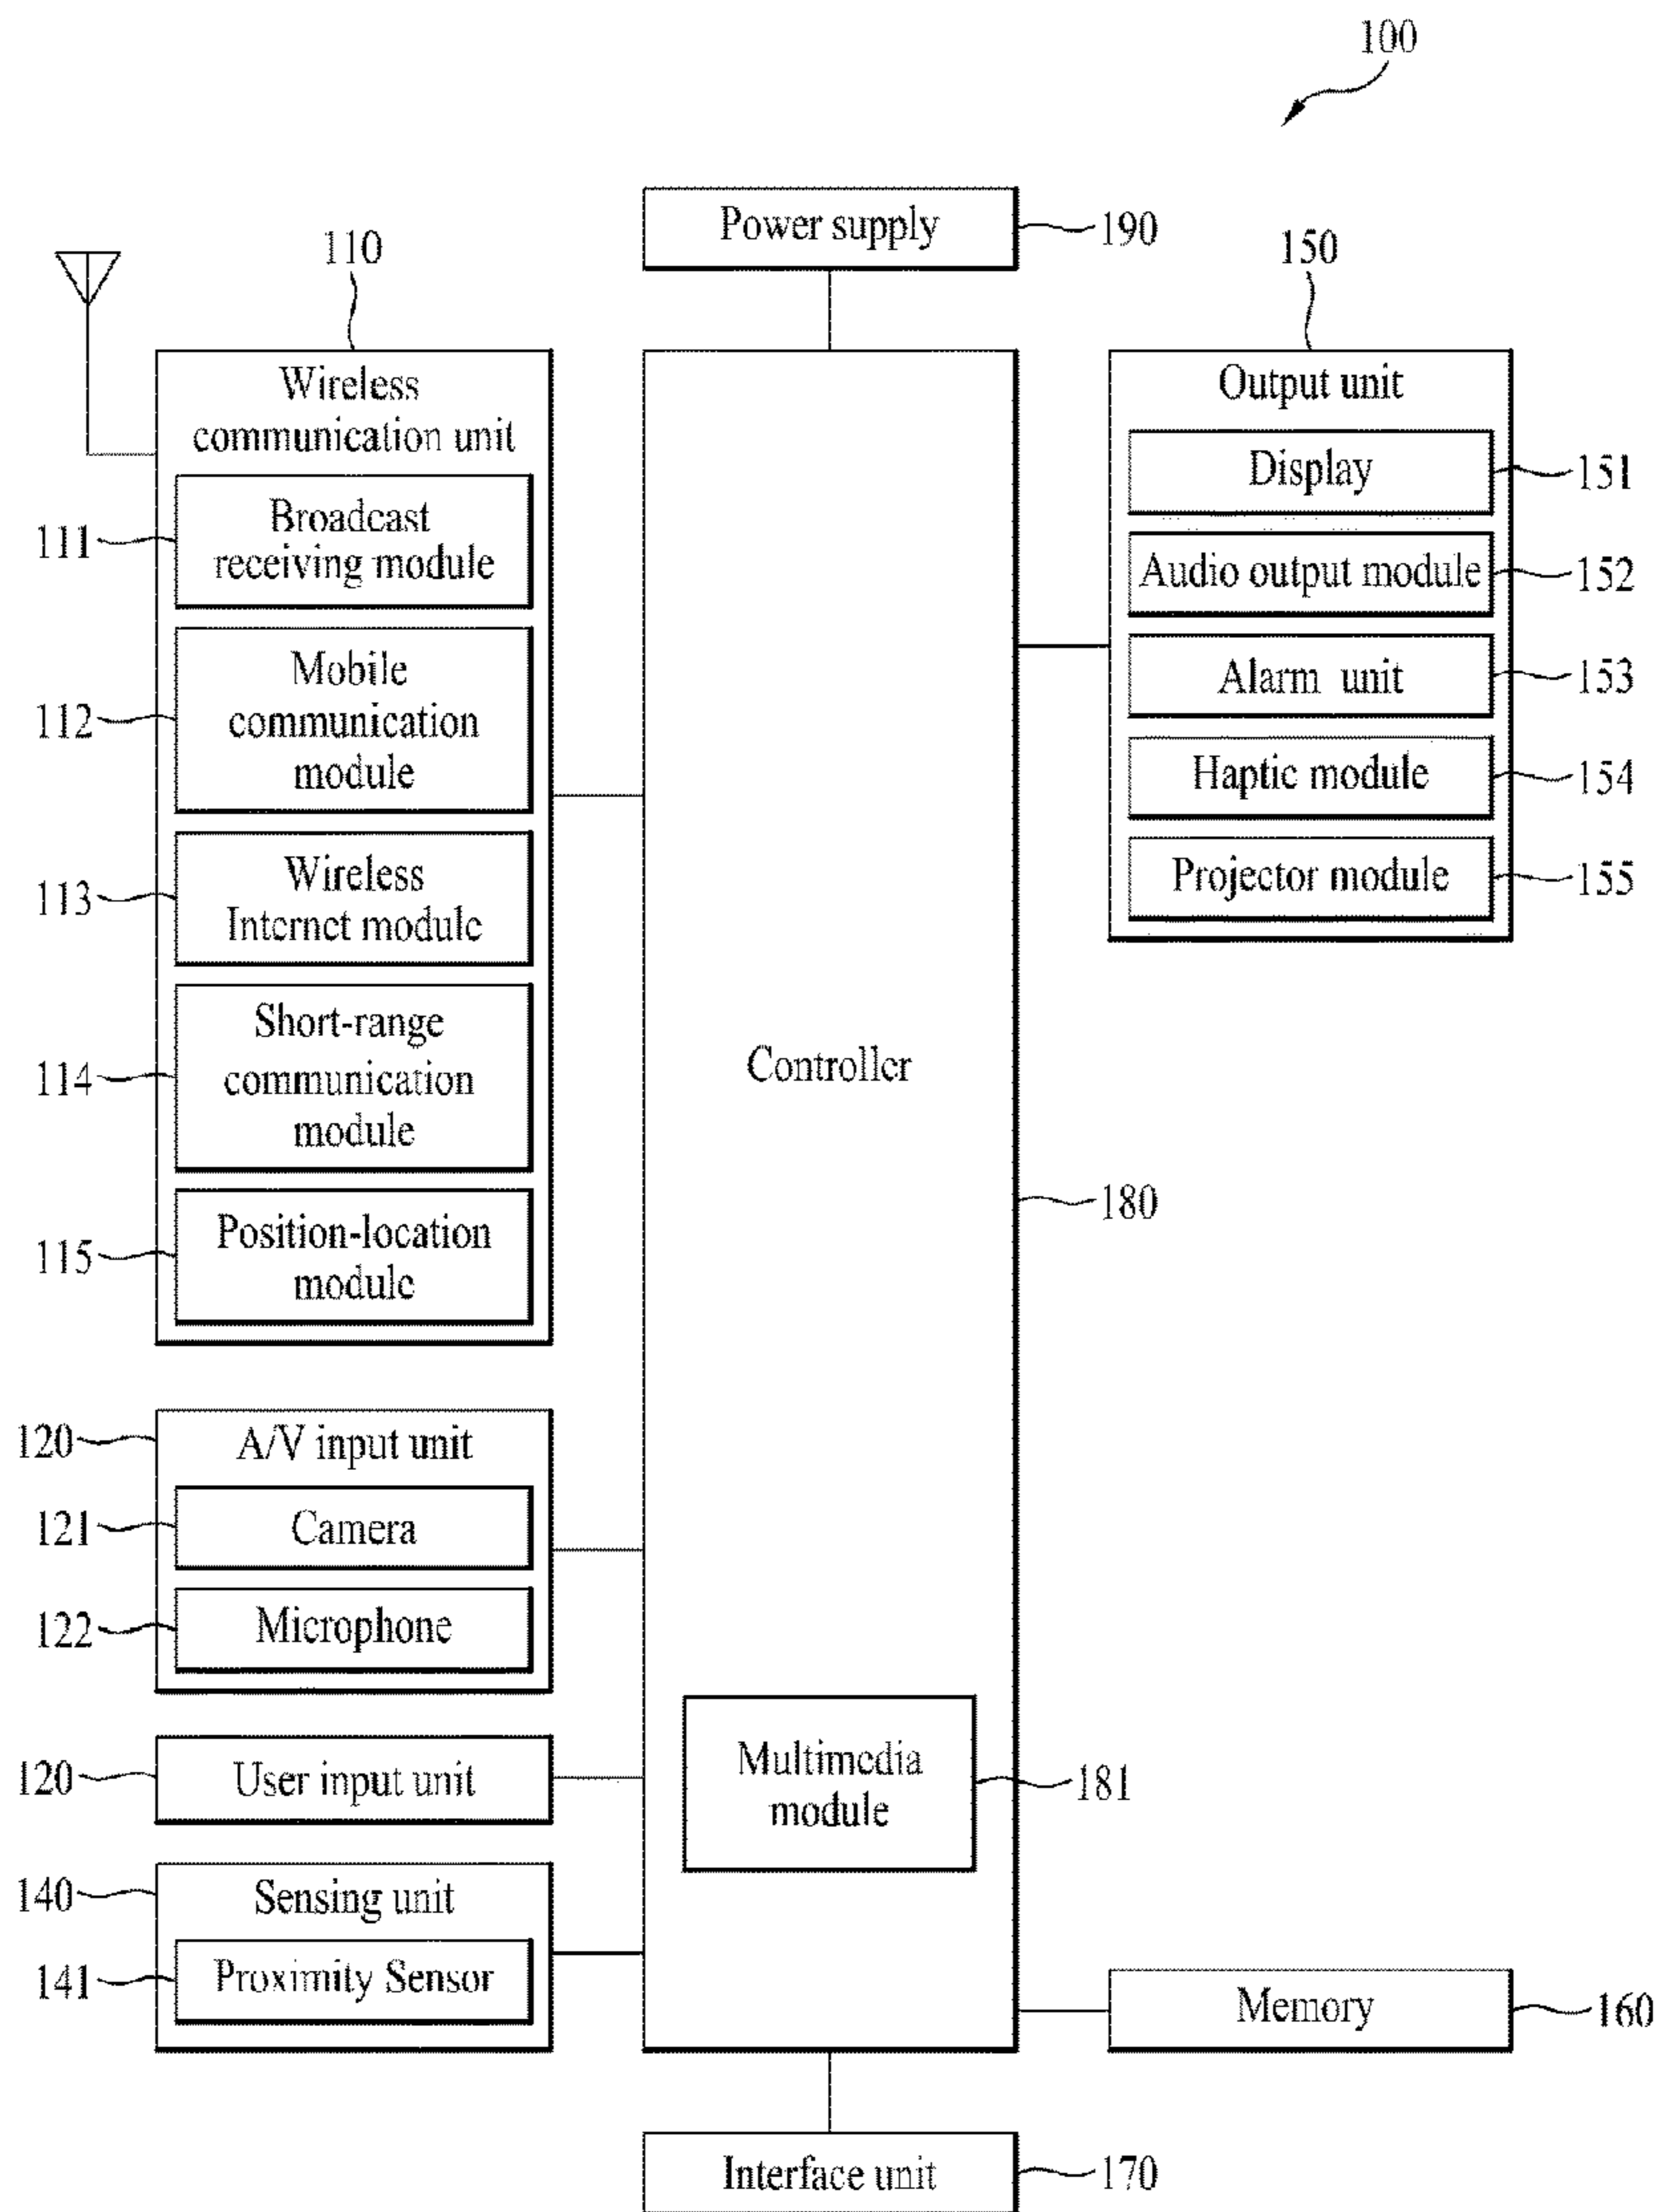 100
Power supply
190
110
Wireless
communication unit
111
Broadcast
receiving module
112
Mobile
communication
module
113
Wireless
Internet module
114
Short-range
communication
module
115
Position-location
module
120
A/V input unit
121
Camera
122
Microphone
120
User input unit
140
Sensing unit
141
Proximity Sensor
Controller
180
Multimedia
module
181
150
Output unit
Display
151
Audio output module
152
Alarm unit
153
Haptic module
154
Projector module
155
Memory
160
Interface unit
170